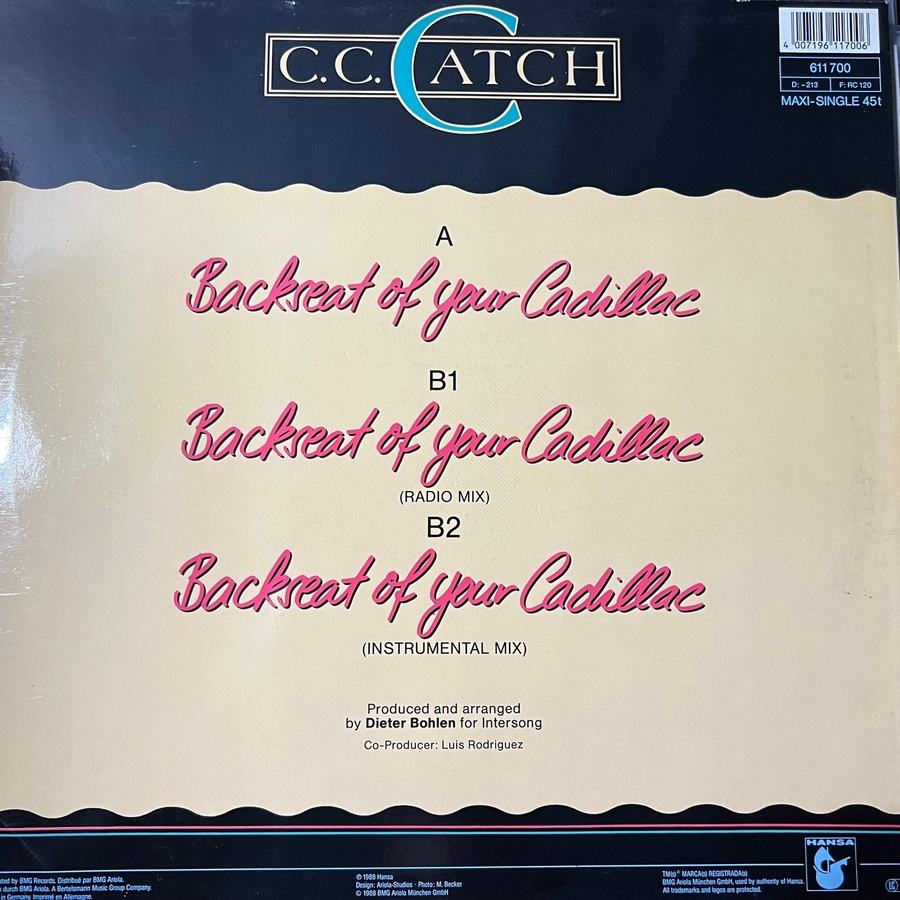 C.C. CATCH
4 007196 117006
611 700
D: -213 F: RC 120
MAXI-SINGLE 45t
A
Backseat of your Cadillac
B1
Backseat of your Cadillac
(RADIO MIX)
B2
Backseat of your Cadillac
(INSTRUMENTAL MIX)
Produced and arranged
by Dieter Bohlen for Intersong
Co-Producer: Luis Rodriguez
by BMG Records. Distribué par BMG Ariola.
durch BMG Ariola. A Bertelsmann Music Group Company.
in Germany. Imprimé en Allemagne.
℗ 1988 Hansa
Design: Ariola-Studios · Photo: M. Becker
© 1988 BMG Ariola München GmbH
TM(s)® MARCA(s) REGISTRADA(s)
BMG Ariola München GmbH, used by authority of Hansa.
All trademarks and logos are protected.
HANSA
LC